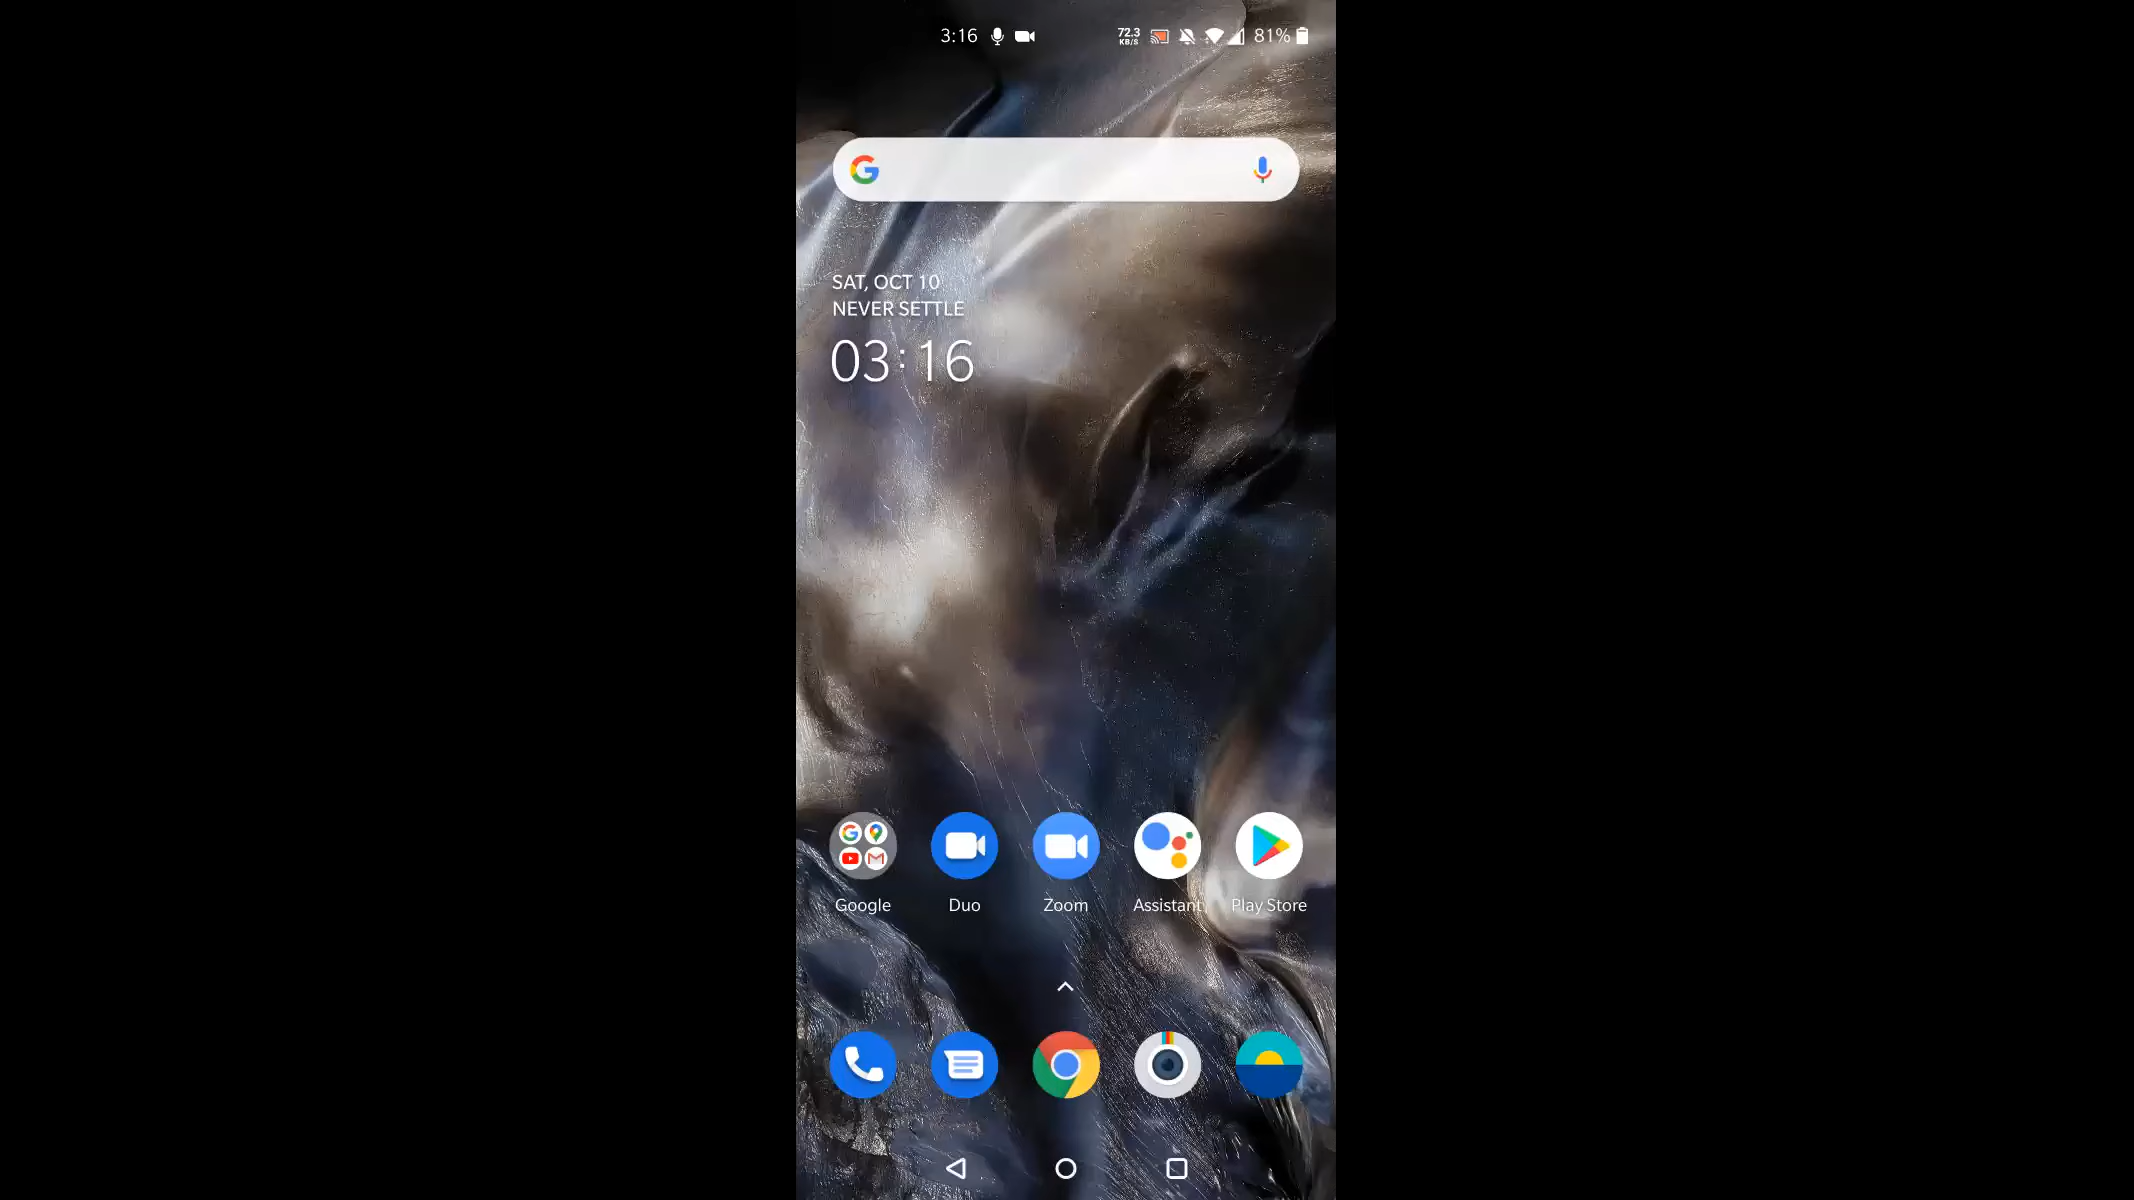 3:16
72.3
KB/S
81%
SAT, OCT 10
NEVER SETTLE
03:16
Google
Duo
Zoom
Assistant
Play Store